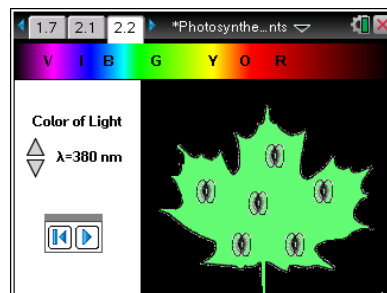 1.7 2.1 2.2 *Photosynthe...nts
V I B G Y O R
Color of Light
λ=380 nm